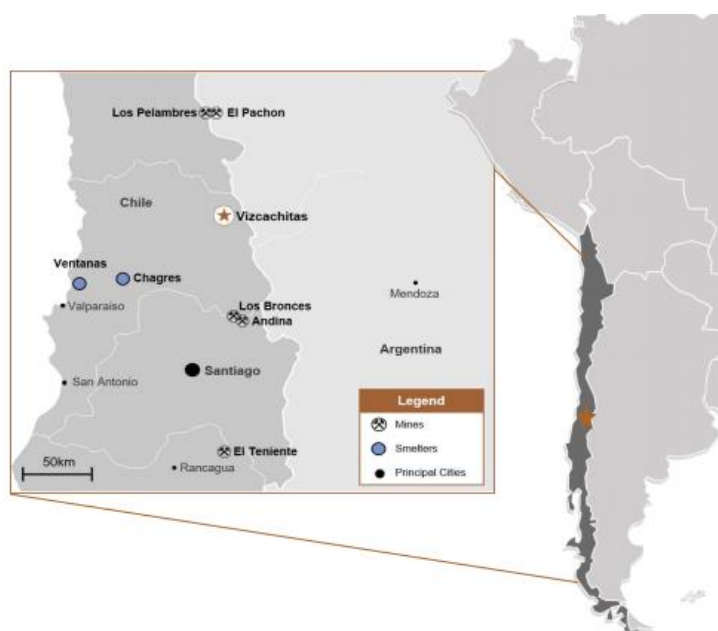 Los Pelambres
El Pachon
Chile
Vizcachitas
Ventanas
Chagres
Mendoza
Valparaíso
Los Bronces
Andina
Argentina
Santiago
San Antonio
Legend
Mines
Smelters
Principal Cities
El Teniente
50km
Rancagua